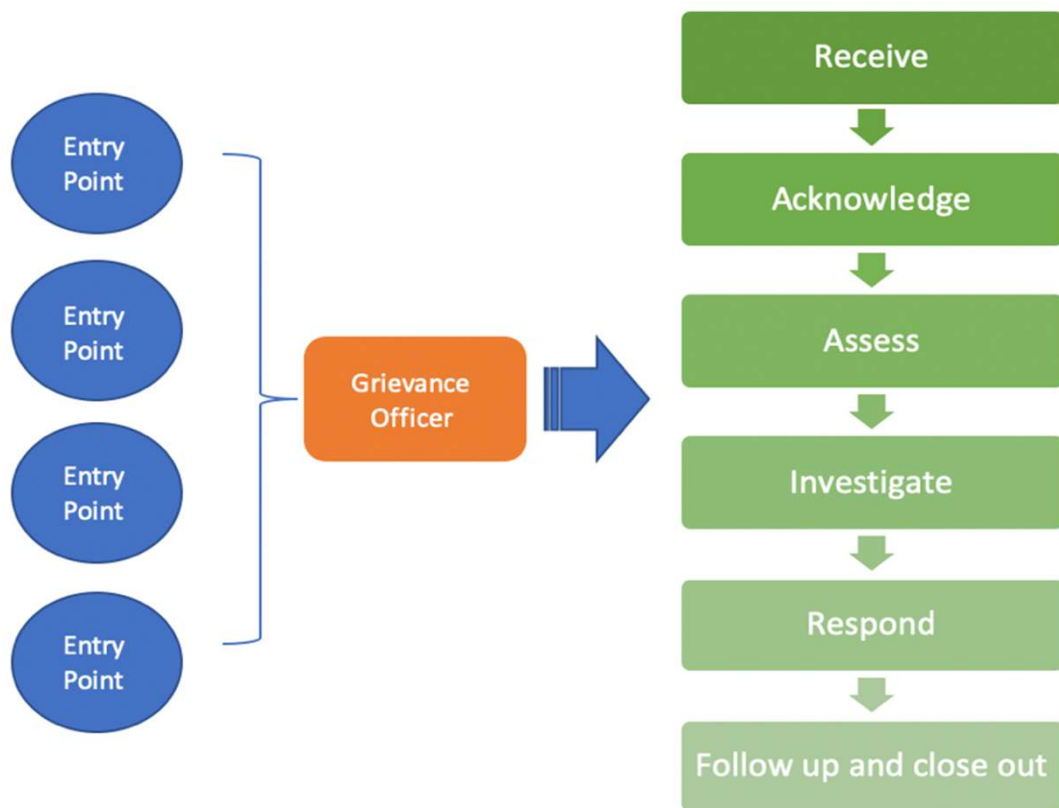 Entry
Point
Entry
Point
Entry
Point
Entry
Point
Grievance
Officer
Receive
Acknowledge
Assess
Investigate
Respond
Follow up and close out